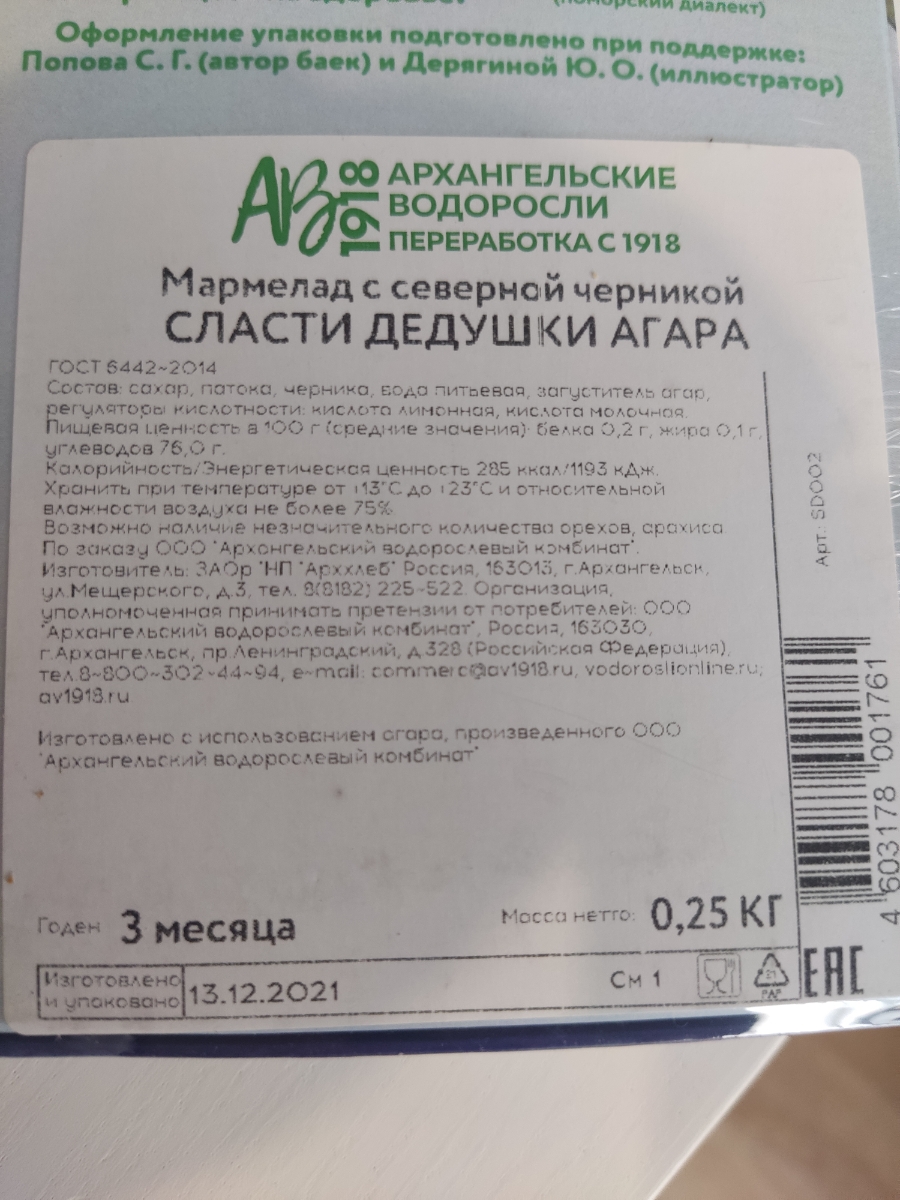 (поморский диалект)
Оформление упаковки подготовлено при поддержке:
Попова С. Г. (автор баек) и Дерягиной Ю. О. (иллюстратор)
АВ 1918
АРХАНГЕЛЬСКИЕ
ВОДОРОСЛИ
ПЕРЕРАБОТКА С 1918
Мармелад с северной черникой
СЛАСТИ ДЕДУШКИ АГАРА
ГОСТ 6442-2014
Состав: сахар, патока, черника, вода питьевая, загуститель агар,
регуляторы кислотности: кислота лимонная, кислота молочная.
Пищевая ценность в 100 г (средние значения): белка 0,2 г, жира 0,1 г,
углеводов 76,0 г.
Калорийность/Энергетическая ценность 285 ккал/1193 кДж.
Хранить при температуре от +13°С до +23°С и относительной
влажности воздуха не более 75%
Возможно наличие незначительного количества орехов, арахиса.
По заказу ООО "Архангельский водорослевый комбинат".
Изготовитель: ЗАОр "НП "Архxлеб" Россия, 163013, г.Архангельск,
ул.Мещерского, д.3, тел. 8(8182) 225-522. Организация,
уполномоченная принимать претензии от потребителей: ООО
"Архангельский водорослевый комбинат", Россия, 163030,
г.Архангельск, пр.Ленинградский, д.328 (Российская Федерация),
тел.8-800-302-44-94, e-mail: commerc@av1918.ru, vodoroslionline.ru;
av1918.ru
Изготовлено с использованием агара, произведенного ООО
"Архангельский водорослевый комбинат"
Годен 3 месяца
Масса нетто: 0,25 КГ
Изготовлено
и упаковано
13.12.2021
См 1
21
PAP
EAC
Арт.: SD002
4 603178 001761